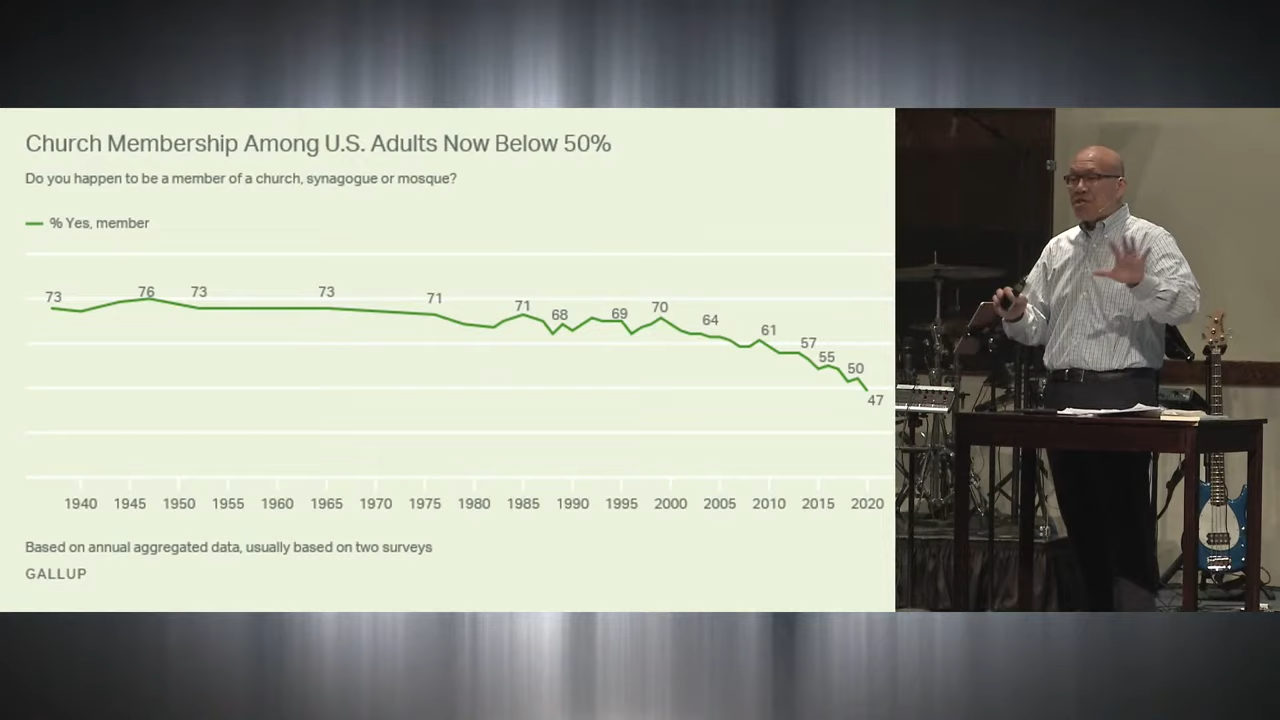 Church Membership Among U.S. Adults Now Below 50%
Do you happen to be a member of a church, synagogue or mosque?
% Yes, member
73 76 73 73 71 71 68 69 70 64 61 57 55 50 47
1940 1945 1950 1955 1960 1965 1970 1975 1980 1985 1990 1995 2000 2005 2010 2015 2020
Based on annual aggregated data, usually based on two surveys
GALLUP